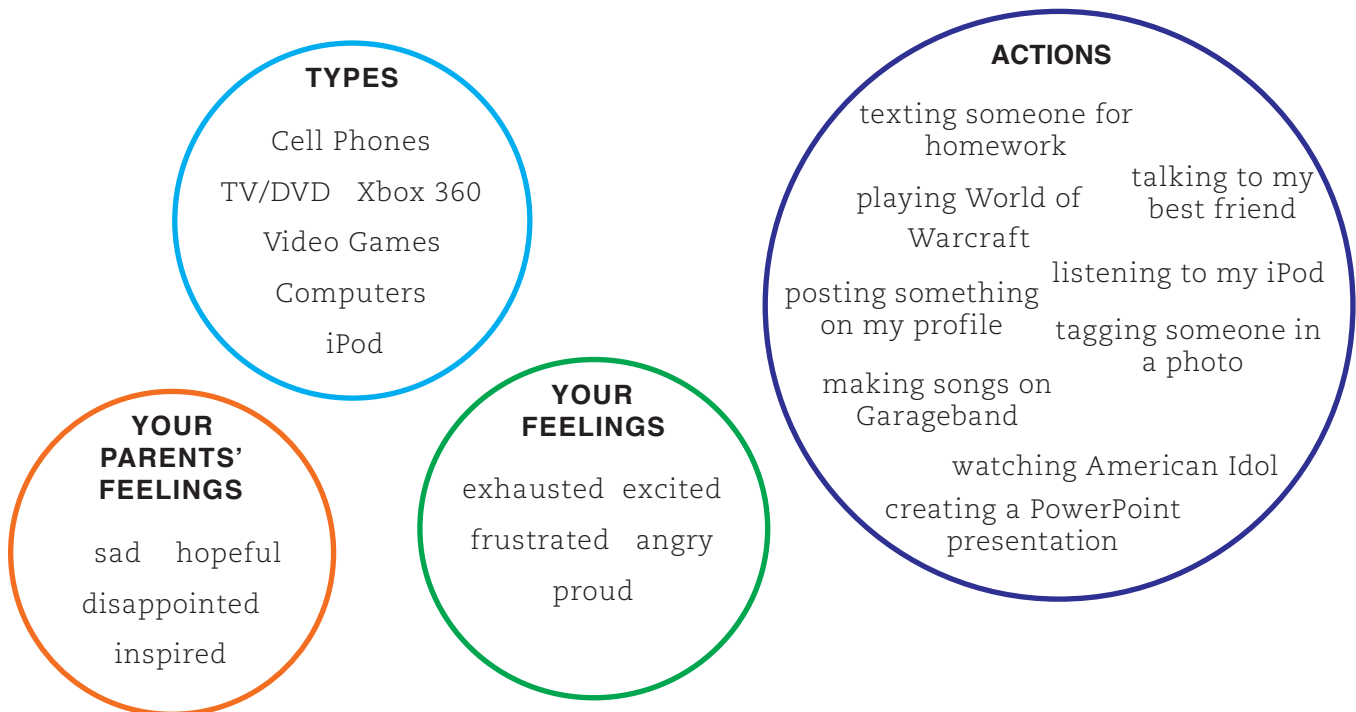 TYPES
Cell Phones
TV/DVD Xbox 360
Video Games
Computers
iPod
YOUR
PARENTS’
FEELINGS
sad hopeful
disappointed
inspired
YOUR
FEELINGS
exhausted excited
frustrated angry
proud
ACTIONS
texting someone for
homework
talking to my
best friend
playing World of
Warcraft
listening to my iPod
posting something
on my profile
tagging someone in
a photo
making songs on
Garageband
watching American Idol
creating a PowerPoint
presentation